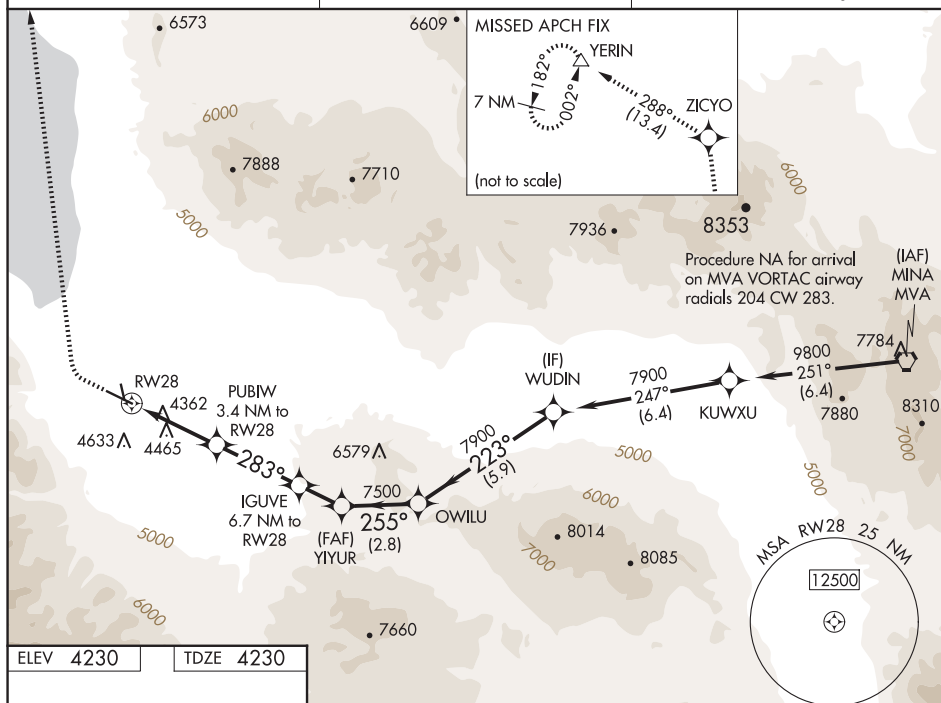 6573
6609
MISSED APCH FIX
YERIN
182°
002°
7 NM
288°
(13.4)
ZICYO
(not to scale)
6000
7888
7710
5000
6000
7936
8353
Procedure NA for arrival
on MVA VORTAC airway
radials 204 CW 283.
(IAF)
MINA
MVA
7784
9800
251°
(6.4)
7880
8310
7000
(IF)
WUDIN
7900
247°
(6.4)
KUWXU
RW28
4362
4633
4465
PUBIW
3.4 NM to
RW28
283°
6579
7900
223°
(5.9)
5000
5000
IGUVE
6.7 NM to
RW28
7500
255°
(2.8)
OWILU
(FAF)
YIYUR
6000
8014
7000
8085
5000
6000
7660
MSA RW28 25 NM
12500
ELEV 4230
TDZE 4230